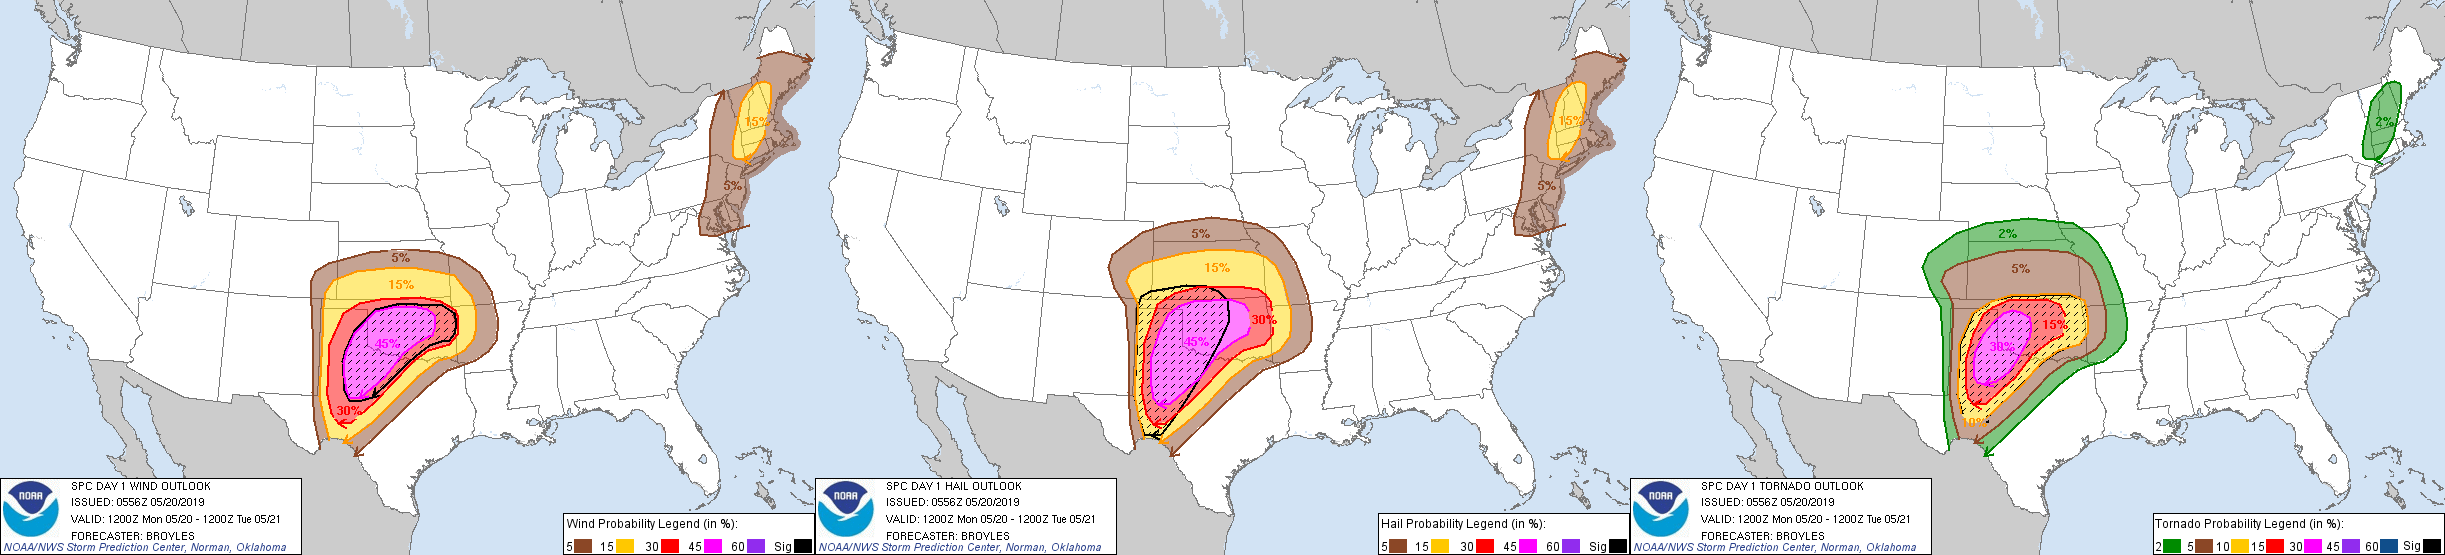 15%
5%
5%
15%
45%
30%
NOAA
SPC DAY 1 WIND OUTLOOK
ISSUED: 0556Z 05/20/2019
VALID: 1200Z Mon 05/20 - 1200Z Tue 05/21
FORECASTER: BROYLES
NOAA/NWS Storm Prediction Center, Norman, Oklahoma
Wind Probability Legend (in %):
5 15 30 45 60 Sig
15%
5%
5%
15%
30%
45%
NOAA
SPC DAY 1 HAIL OUTLOOK
ISSUED: 0556Z 05/20/2019
VALID: 1200Z Mon 05/20 - 1200Z Tue 05/21
FORECASTER: BROYLES
NOAA/NWS Storm Prediction Center, Norman, Oklahoma
Hail Probability Legend (in %):
5 15 30 45 60 Sig
2%
2%
5%
15%
30%
10%
NOAA
SPC DAY 1 TORNADO OUTLOOK
ISSUED: 0556Z 05/20/2019
VALID: 1200Z Mon 05/20 - 1200Z Tue 05/21
FORECASTER: BROYLES
NOAA/NWS Storm Prediction Center, Norman, Oklahoma
Tornado Probability Legend (in %):
2 5 10 15 30 45 60 Sig